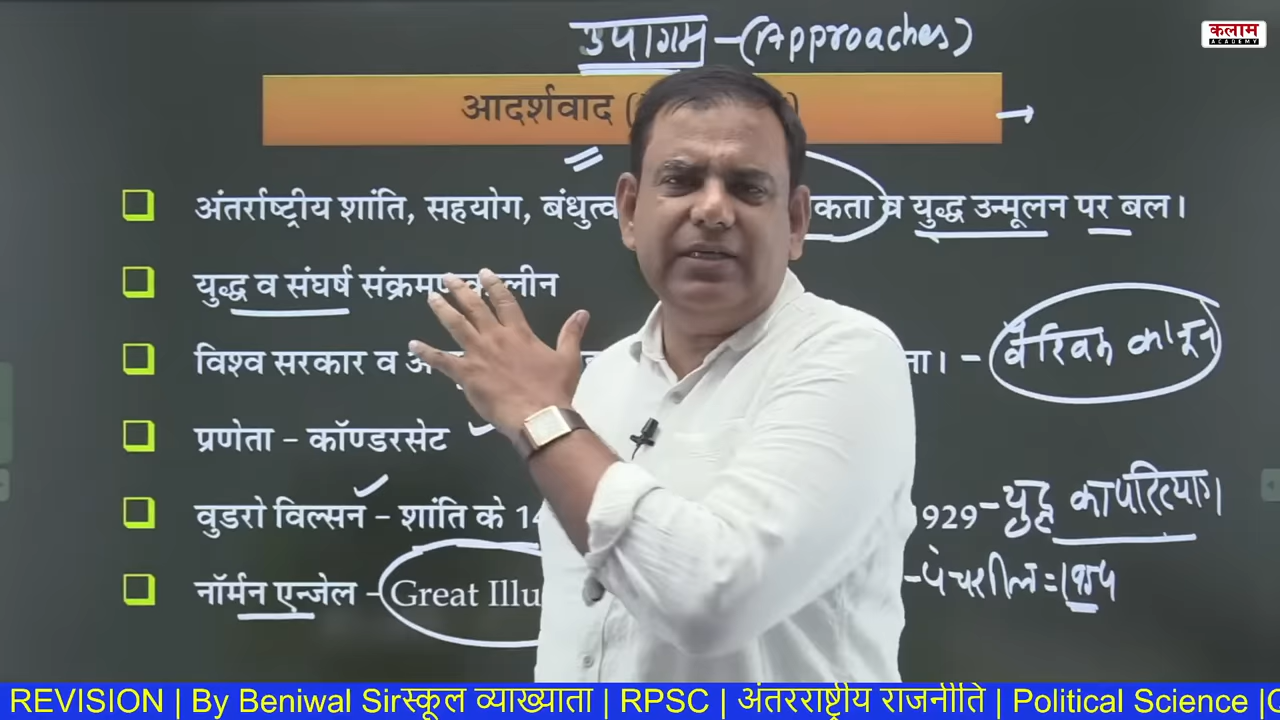 उपागम - (Approaches)
कलाम
ACADEMY
आदर्शवाद (
अंतर्राष्ट्रीय शांति, सहयोग, बंधुत्व कता व युद्ध उन्मूलन पर बल।
युद्ध व संघर्ष संक्रमण कालीन
विश्व सरकार व ना। - वैश्विक कानून
प्रणेता - कॉण्डरसेट
वुडरो विल्सन - शांति के 14 1929 - युद्ध का परित्याग।
नॉर्मन एन्जेल - Great Illu - पंचशील = 1954
REVISION | By Beniwal Sirस्कूल व्याख्याता | RPSC | अंतरराष्ट्रीय राजनीति | Political Science |